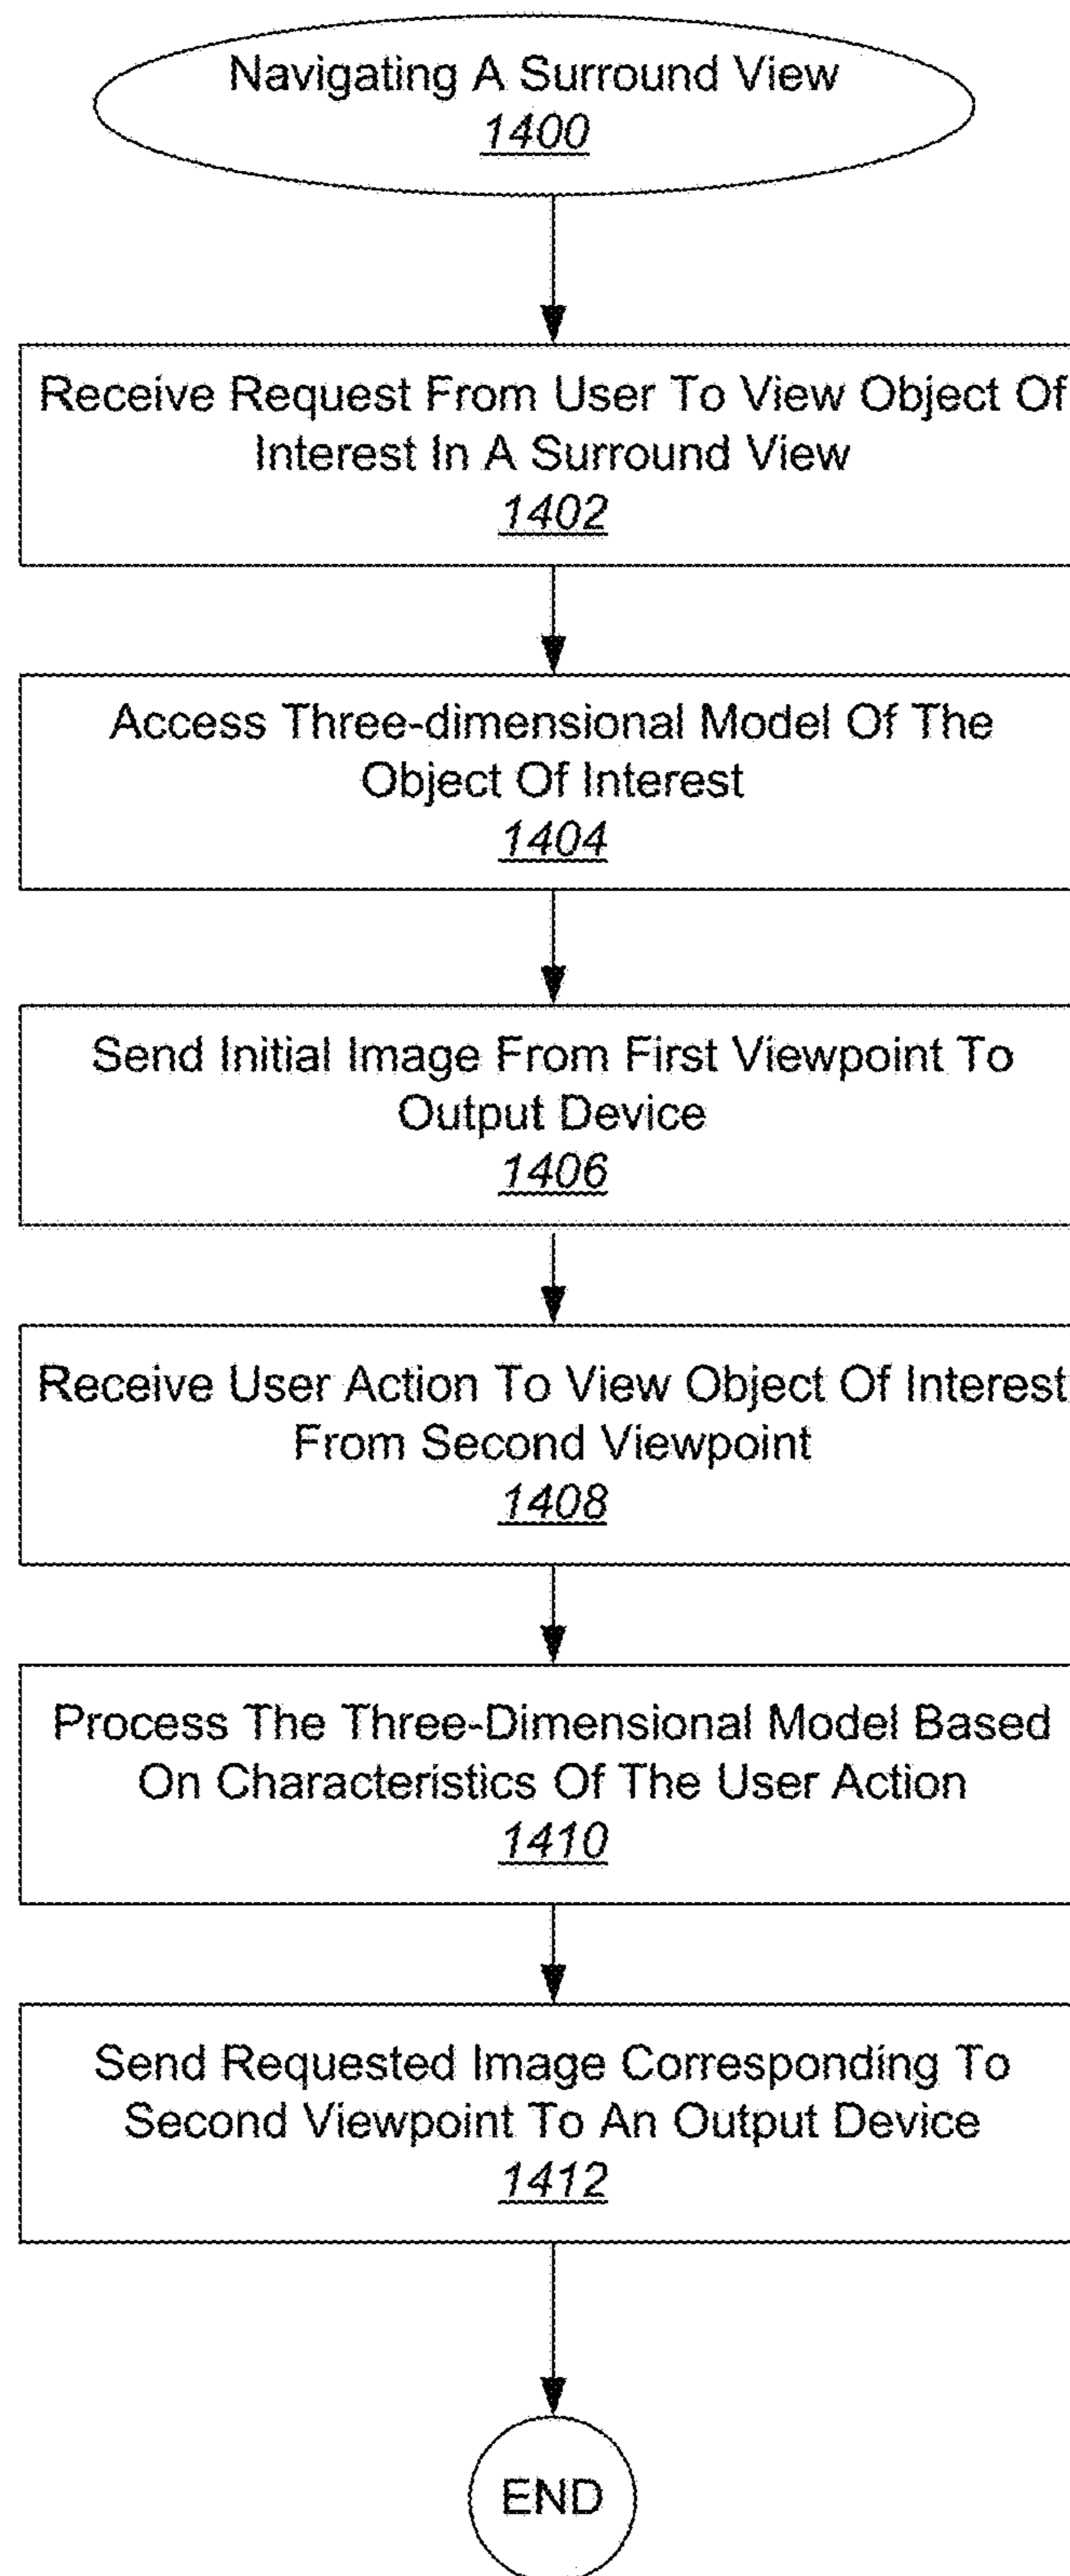 Navigating A Surround View
1400
Receive Request From User To View Object Of
Interest In A Surround View
1402
Access Three-dimensional Model Of The
Object Of Interest
1404
Send Initial Image From First Viewpoint To
Output Device
1406
Receive User Action To View Object Of Interest
From Second Viewpoint
1408
Process The Three-Dimensional Model Based
On Characteristics Of The User Action
1410
Send Requested Image Corresponding To
Second Viewpoint To An Output Device
1412
END